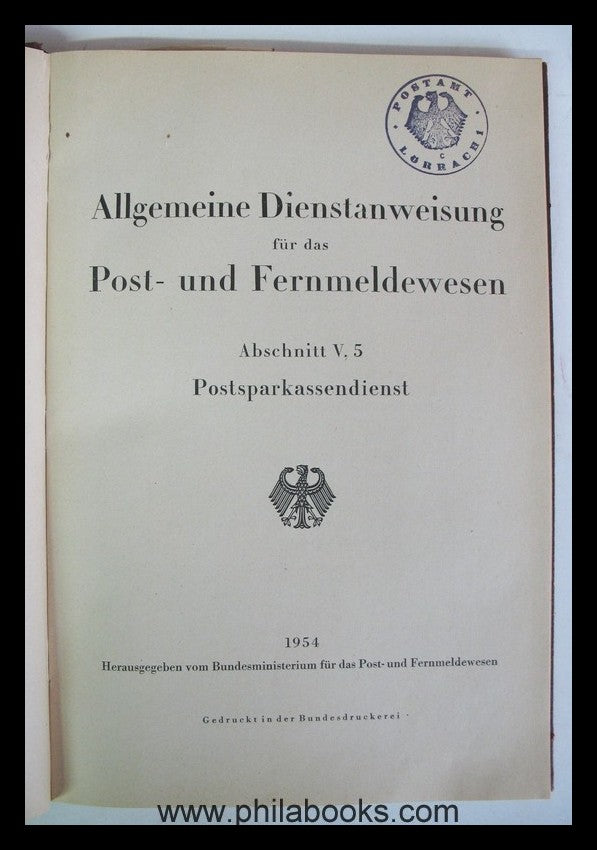 POSTAMT
LÖRRACH 1
C
Allgemeine Dienstanweisung
für das
Post- und Fernmeldewesen
Abschnitt V, 5
Postsparkassendienst
1954
Herausgegeben vom Bundesministerium für das Post- und Fernmeldewesen
Gedruckt in der Bundesdruckerei
www.philabooks.com